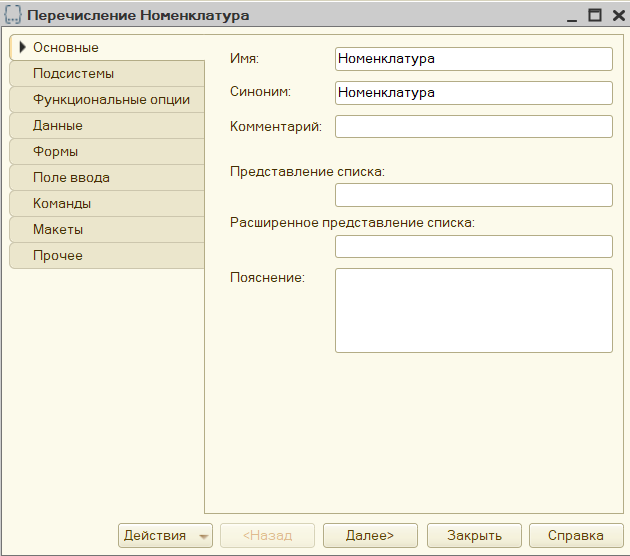 Перечисление Номенклатура
Основные
Подсистемы
Функциональные опции
Данные
Формы
Поле ввода
Команды
Макеты
Прочее
Имя: Номенклатура
Синоним: Номенклатура
Комментарий:
Представление списка:
Расширенное представление списка:
Пояснение:
Действия <Назад Далее> Закрыть Справка